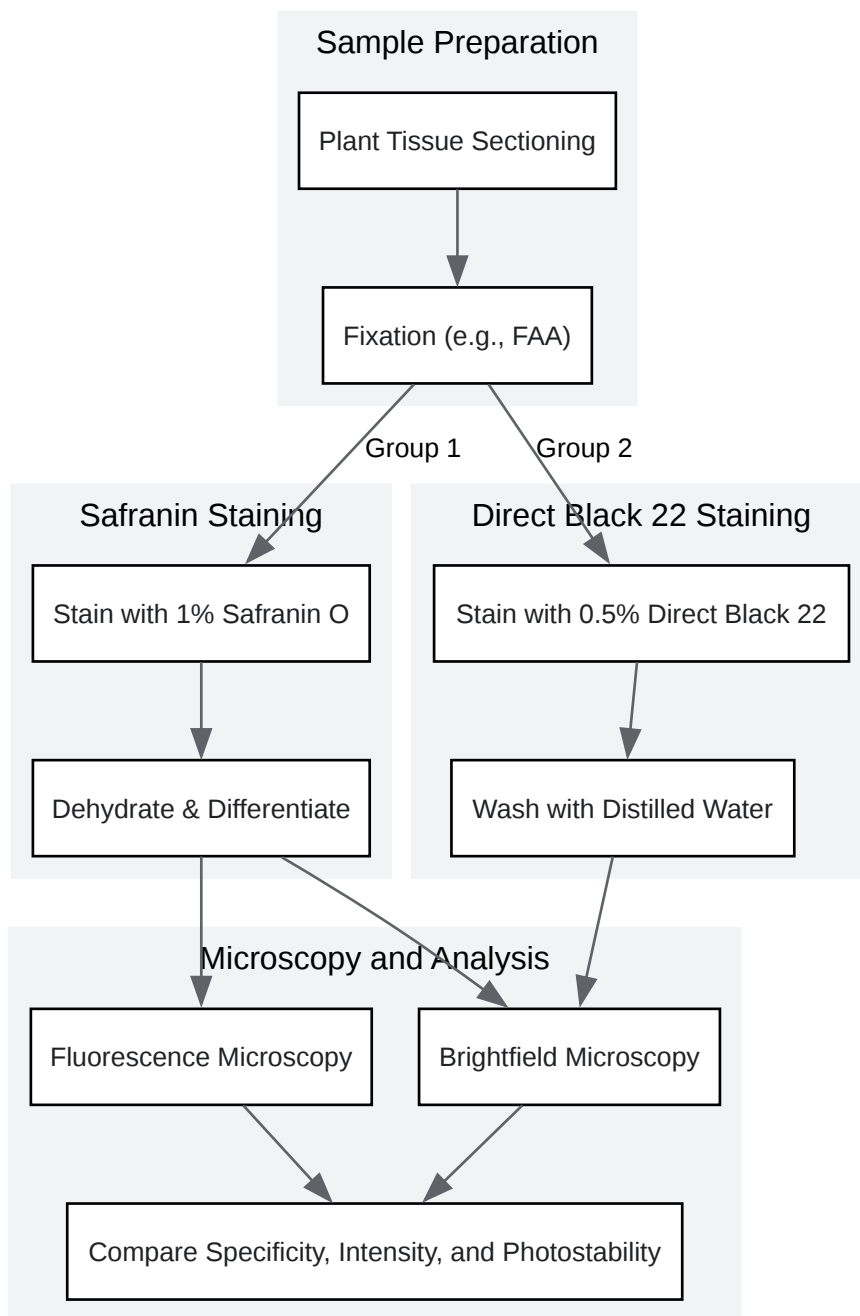 Sample Preparation
Plant Tissue Sectioning
Fixation (e.g., FAA)
Group 1
Group 2
Safranin Staining
Direct Black 22 Staining
Stain with 1% Safranin O
Stain with 0.5% Direct Black 22
Dehydrate & Differentiate
Wash with Distilled Water
Microscopy and Analysis
Fluorescence Microscopy
Brightfield Microscopy
Compare Specificity, Intensity, and Photostability